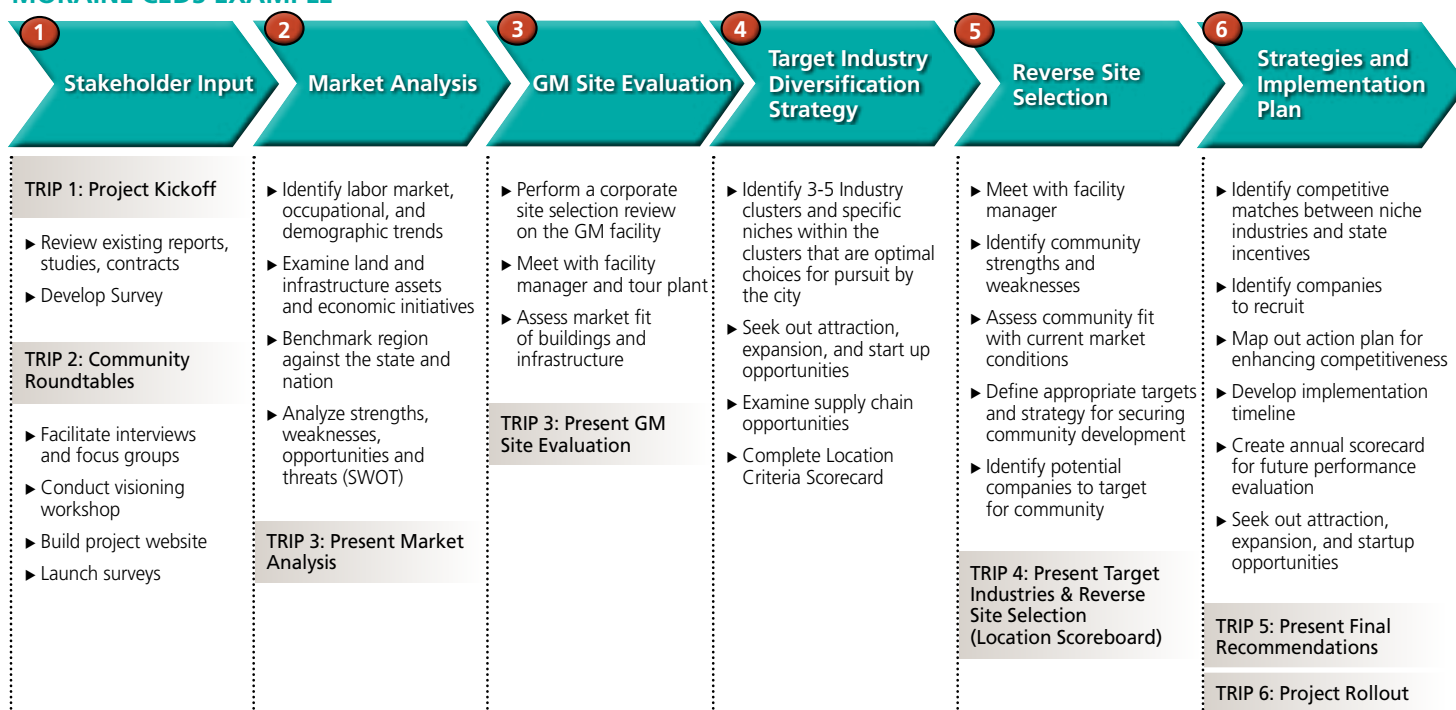 MORAINE CEDS EXAMPLE
1
Stakeholder Input
TRIP 1: Project Kickoff
► Review existing reports,
studies, contracts
► Develop Survey
TRIP 2: Community
Roundtables
► Facilitate interviews
and focus groups
► Conduct visioning
workshop
► Build project website
► Launch surveys
2
Market Analysis
► Identify labor market,
occupational, and
demographic trends
► Examine land and
infrastructure assets
and economic initiatives
► Benchmark region
against the state and
nation
► Analyze strengths,
weaknesses,
opportunities and
threats (SWOT)
TRIP 3: Present Market
Analysis
3
GM Site Evaluation
► Perform a corporate
site selection review
on the GM facility
► Meet with facility
manager and tour plant
► Assess market fit
of buildings and
infrastructure
TRIP 3: Present GM
Site Evaluation
4
Target Industry
Diversification
Strategy
► Identify 3-5 Industry
clusters and specific
niches within the
clusters that are optimal
choices for pursuit by
the city
► Seek out attraction,
expansion, and start up
opportunities
► Examine supply chain
opportunities
► Complete Location
Criteria Scorecard
5
Reverse Site
Selection
► Meet with facility
manager
► Identify community
strengths and
weaknesses
► Assess community fit
with current market
conditions
► Define appropriate targets
and strategy for securing
community development
► Identify potential
companies to target
for community
TRIP 4: Present Target
Industries & Reverse
Site Selection
(Location Scoreboard)
6
Strategies and
Implementation
Plan
► Identify competitive
matches between niche
industries and state
incentives
► Identify companies
to recruit
► Map out action plan for
enhancing competitiveness
► Develop implementation
timeline
► Create annual scorecard
for future performance
evaluation
► Seek out attraction,
expansion, and startup
opportunities
TRIP 5: Present Final
Recommendations
TRIP 6: Project Rollout